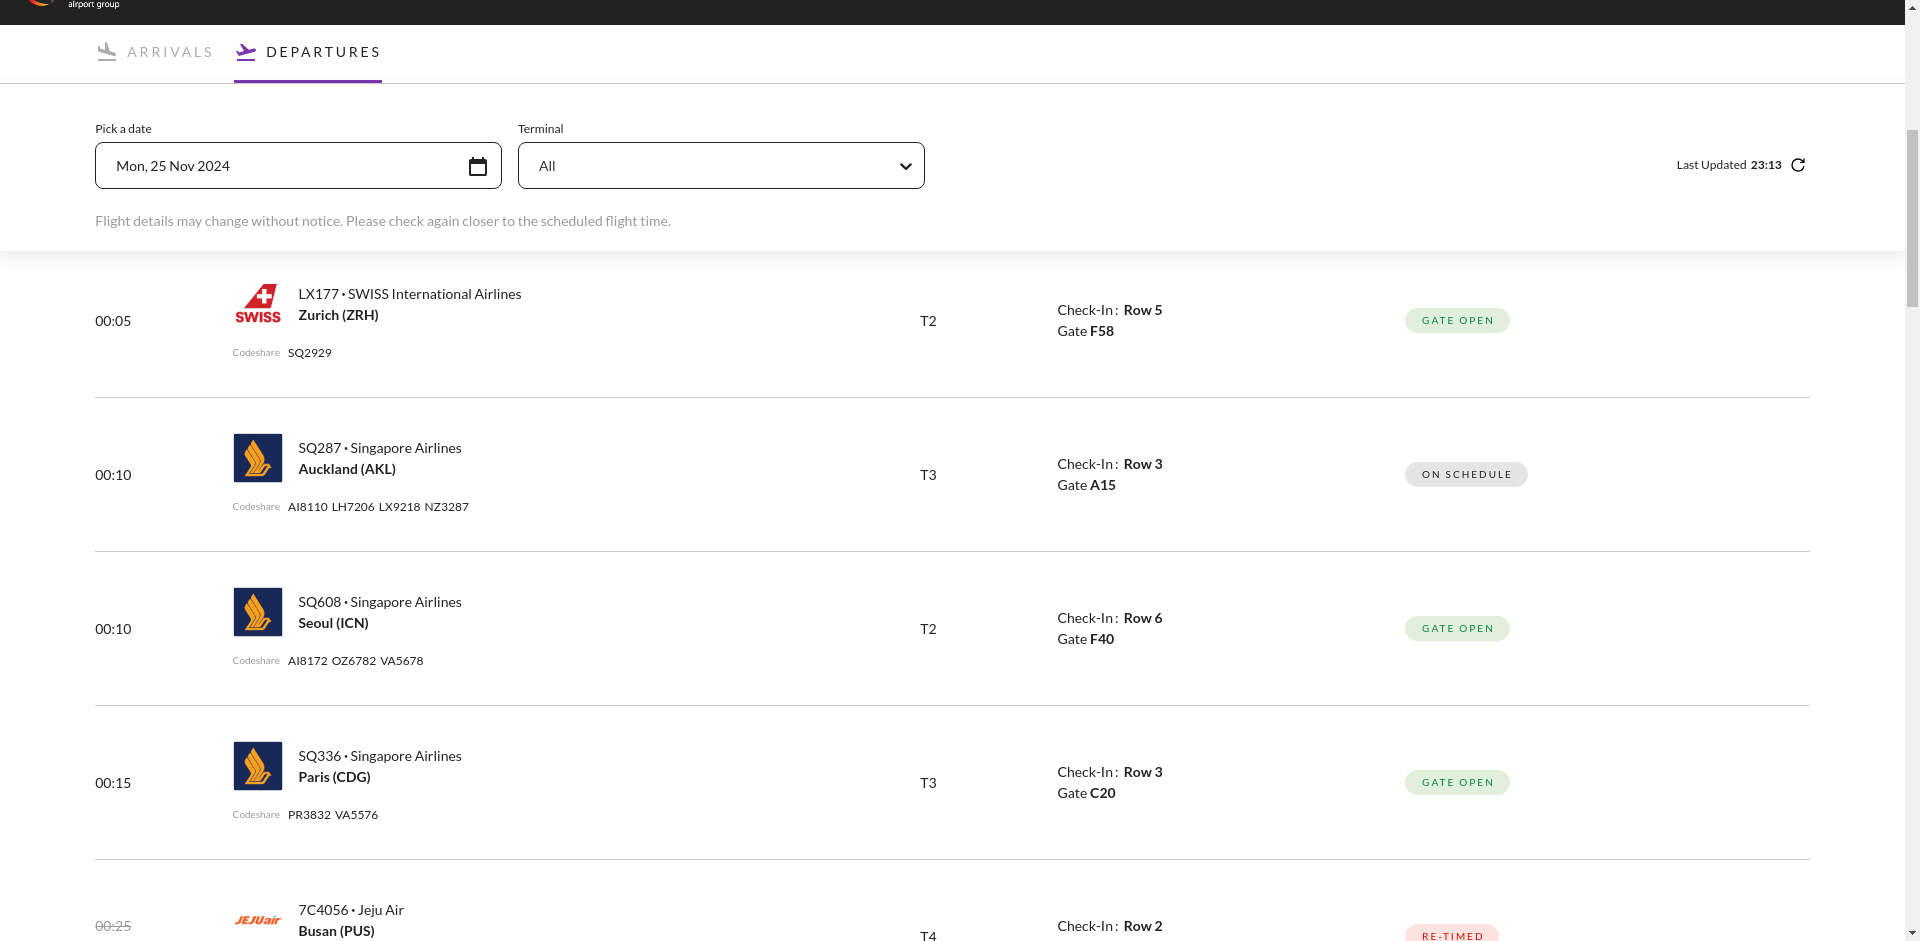 airport group
ARRIVALS DEPARTURES
Pick a date Terminal
Mon, 25 Nov 2024 All Last Updated 23:13
Flight details may change without notice. Please check again closer to the scheduled flight time.
00:05
SWISS
LX177 · SWISS International Airlines
Zurich (ZRH)
Codeshare SQ2929
T2
Check-In : Row 5
Gate F58
GATE OPEN
00:10
SQ287 · Singapore Airlines
Auckland (AKL)
Codeshare AI8110 LH7206 LX9218 NZ3287
T3
Check-In : Row 3
Gate A15
ON SCHEDULE
00:10
SQ608 · Singapore Airlines
Seoul (ICN)
Codeshare AI8172 OZ6782 VA5678
T2
Check-In : Row 6
Gate F40
GATE OPEN
00:15
SQ336 · Singapore Airlines
Paris (CDG)
Codeshare PR3832 VA5576
T3
Check-In : Row 3
Gate C20
GATE OPEN
00:25
JEJUair
7C4056 · Jeju Air
Busan (PUS)
T4
Check-In : Row 2
RE-TIMED